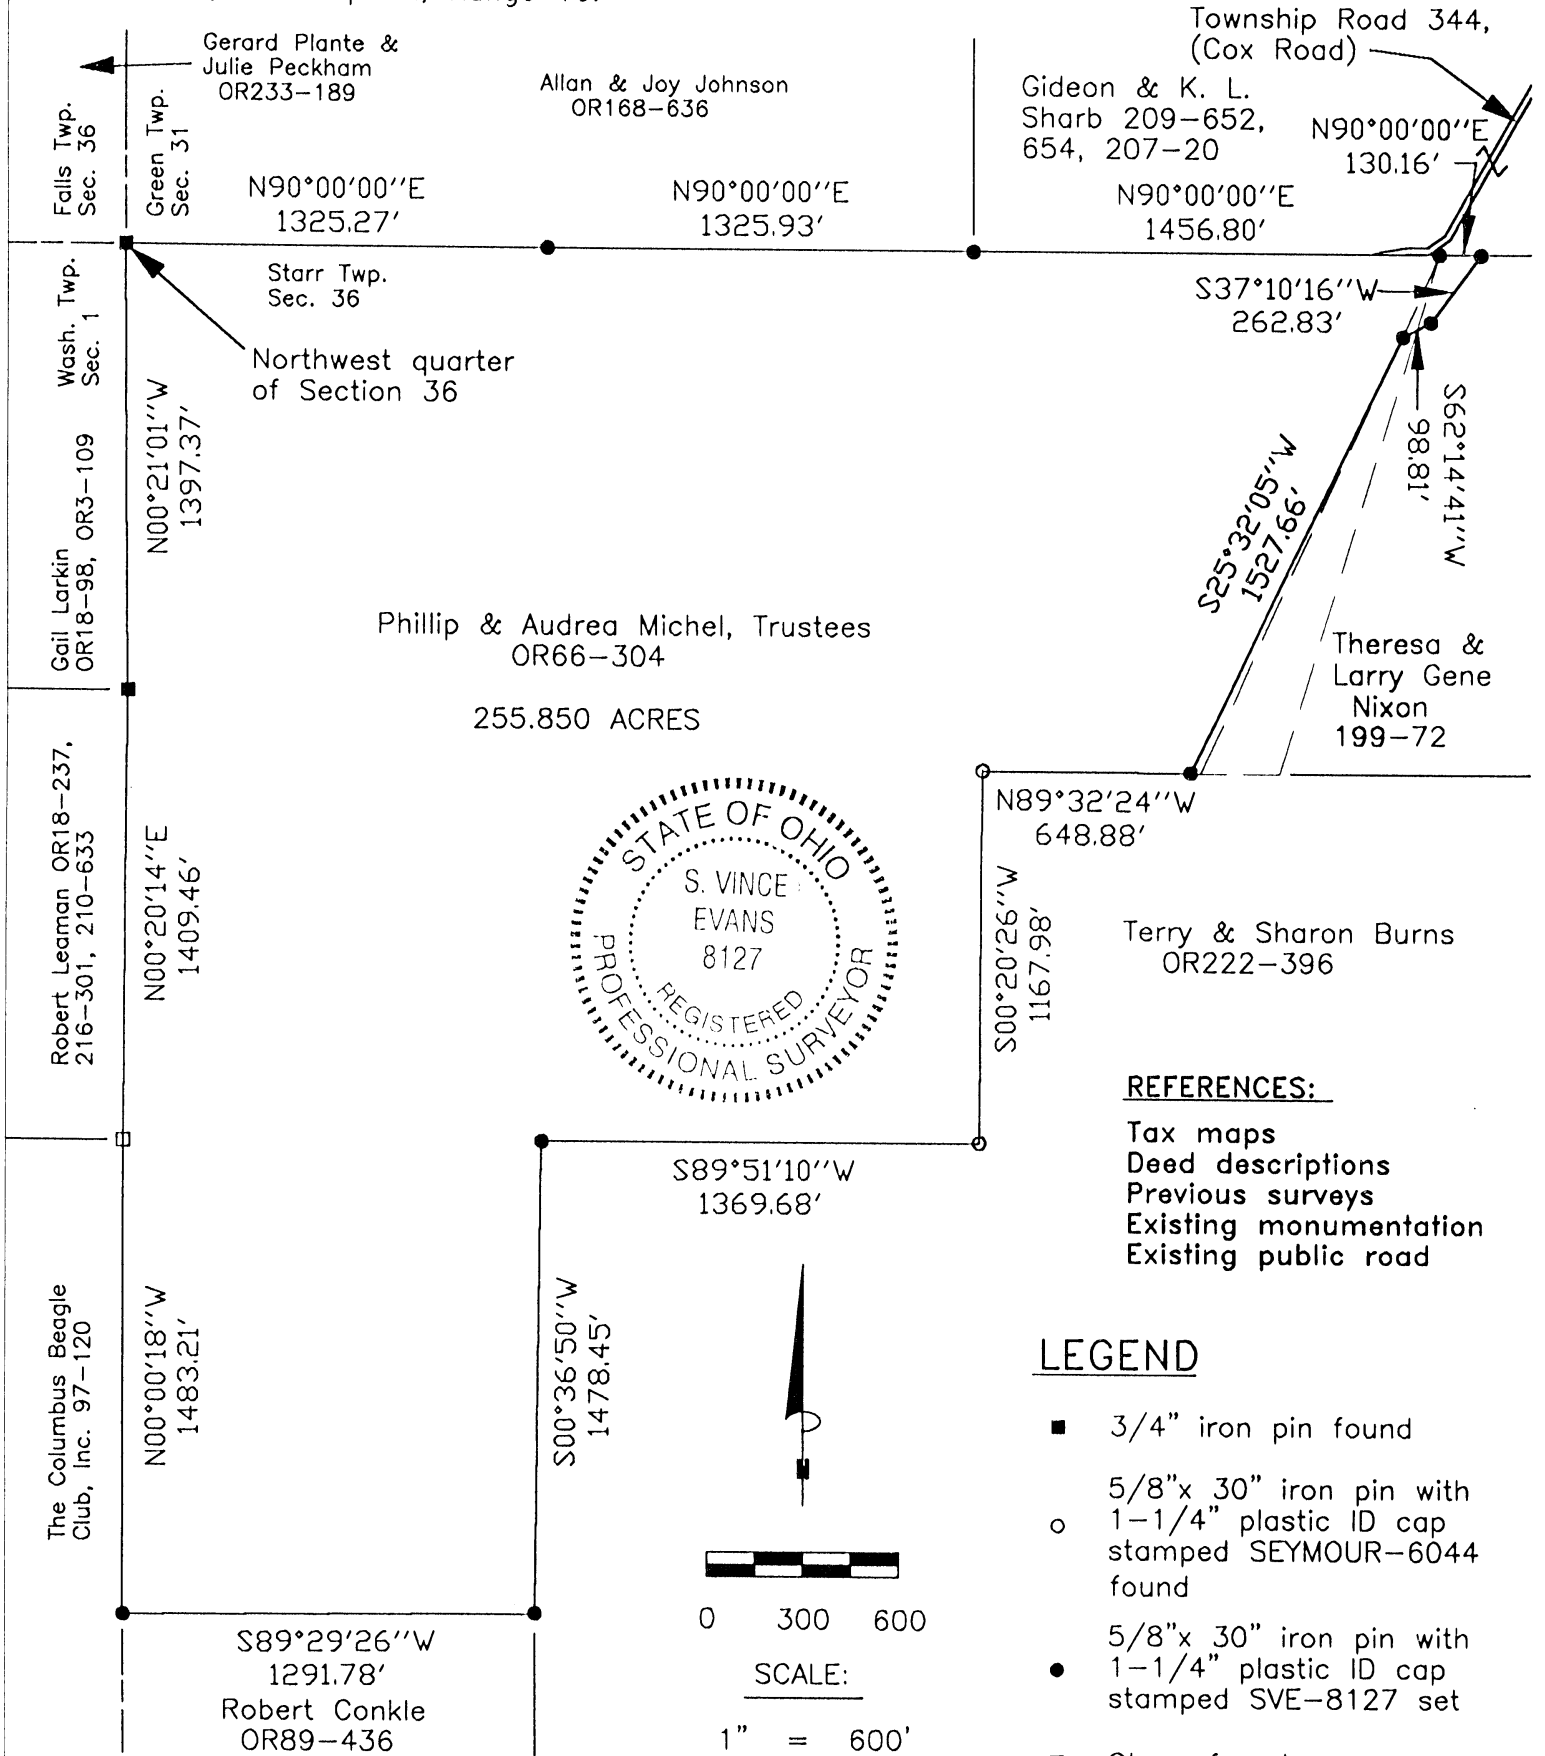 Township Road 344,
(Cox Road)
Gerard Plante &
Julie Peckham
OR233-189
Allan & Joy Johnson
OR168-636
Gideon & K. L.
Sharb 209-652,
654, 207-20
N90°00'00''E
130.16'
Falls Twp.
Sec. 36
Green Twp.
Sec. 31
N90°00'00''E
1325.27'
N90°00'00''E
1325.93'
N90°00'00''E
1456.80'
Wash. Twp.
Sec. 1
Starr Twp.
Sec. 36
S37°10'16''W
262.83'
Northwest quarter
of Section 36
S62°14'41''W
98.81'
N00°21'01''W
1397.37'
Gail Larkin
OR18-98, OR3-109
S25°32'05''W
1527.66'
Phillip & Audrea Michel, Trustees
OR66-304
255.850 ACRES
Theresa &
Larry Gene
Nixon
199-72
N89°32'24''W
648.88'
Robert Leaman OR18-237,
216-301, 210-633
N00°20'14''E
1409.46'
STATE OF OHIO
S. VINCE
EVANS
8127
REGISTERED
PROFESSIONAL SURVEYOR
S00°20'26''W
1167.98'
Terry & Sharon Burns
OR222-396
REFERENCES:
Tax maps
Deed descriptions
Previous surveys
Existing monumentation
Existing public road
S89°51'10''W
1369.68'
The Columbus Beagle
Club, Inc. 97-120
N00°00'18''W
1483.21'
S00°36'50''W
1478.45'
N
LEGEND
3/4" iron pin found
5/8"x 30" iron pin with
1-1/4" plastic ID cap
stamped SEYMOUR-6044
found
5/8"x 30" iron pin with
1-1/4" plastic ID cap
stamped SVE-8127 set
0 300 600
SCALE:
1" = 600'
S89°29'26''W
1291.78'
Robert Conkle
OR89-436